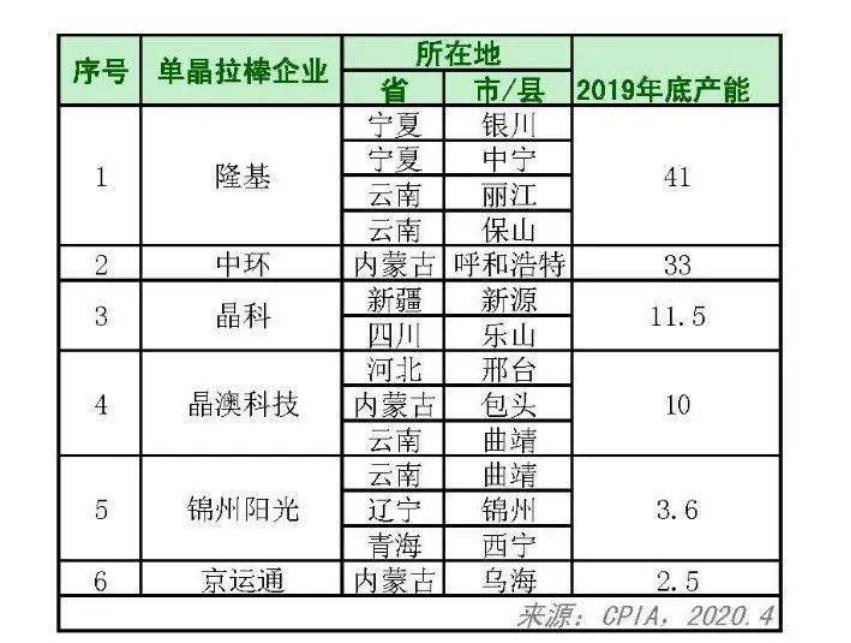 序号 单晶拉棒企业 所在地 2019年底产能
省 市/县
1 隆基 宁夏 银川 41
宁夏 中宁
云南 丽江
云南 保山
2 中环 内蒙古 呼和浩特 33
3 晶科 新疆 新源 11.5
四川 乐山
4 晶澳科技 河北 邢台 10
内蒙古 包头
云南 曲靖
5 锦州阳光 云南 曲靖 3.6
辽宁 锦州
青海 西宁
6 京运通 内蒙古 乌海 2.5
来源：CPIA，2020.4